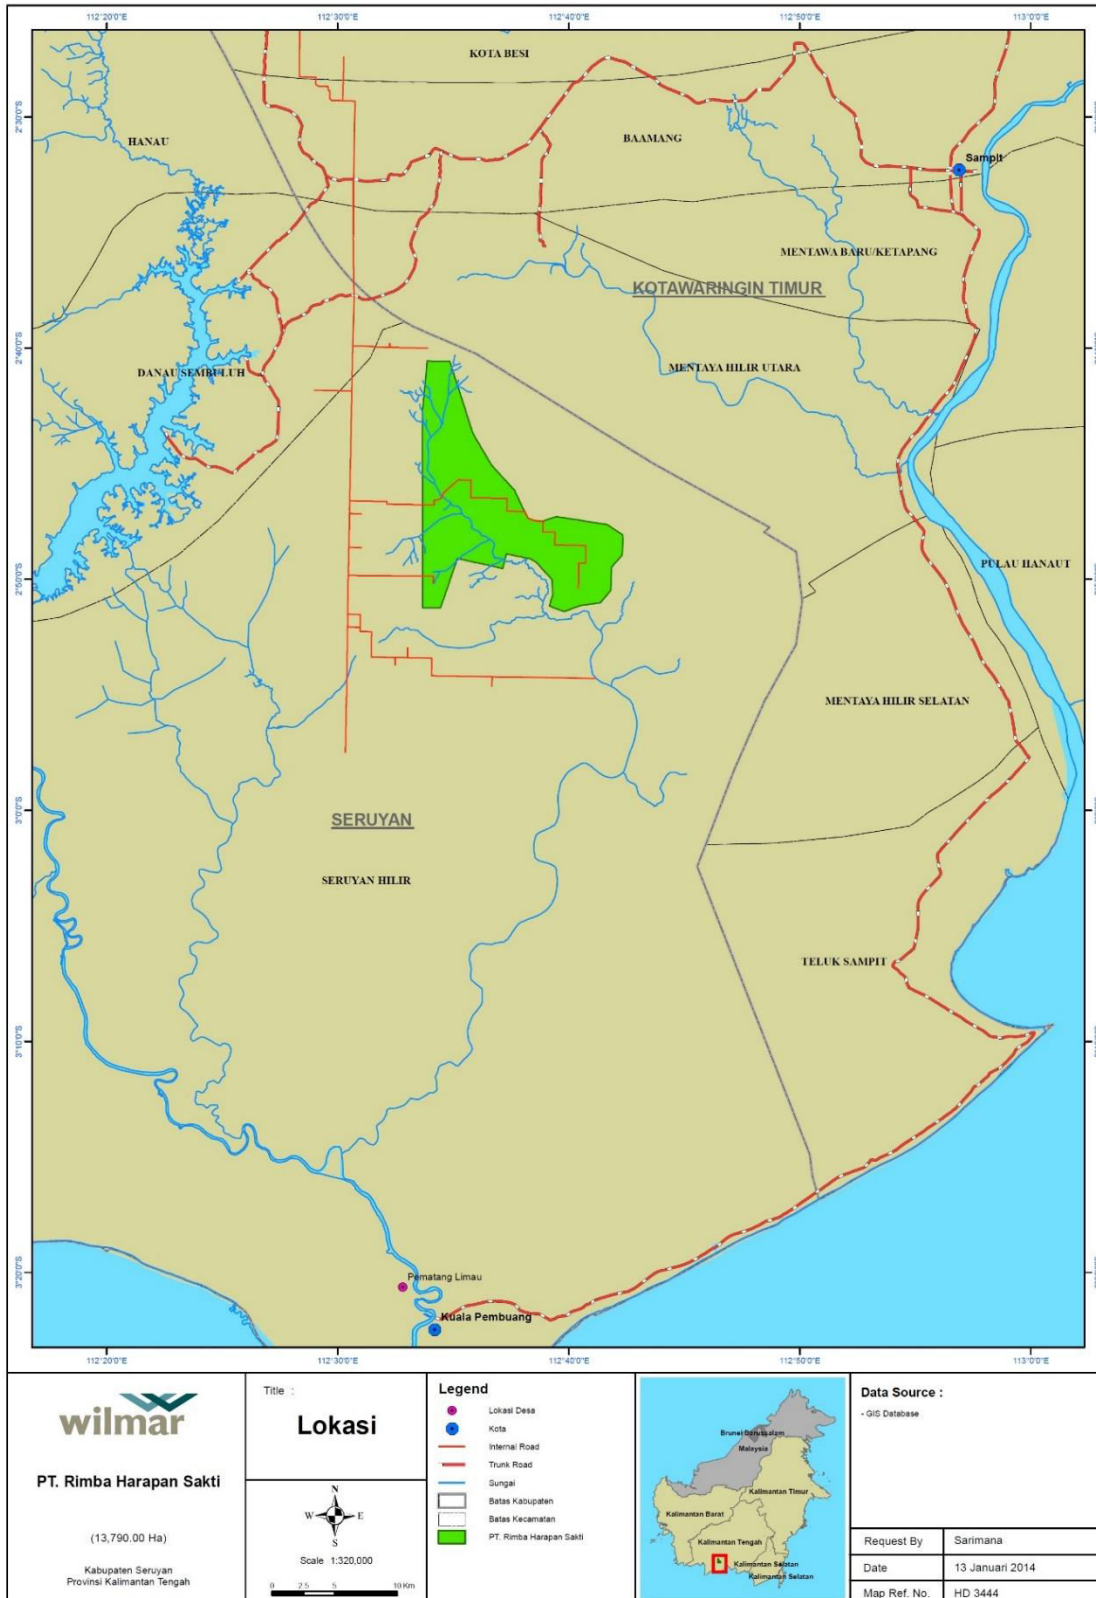 112°20'0"E 112°30'0"E 112°40'0"E 112°50'0"E 113°0'0"E
KOTA BESI
2°30'0"S
HANAU
BAAMANG
Sampit
MENTAWA BARU/KETAPANG
KOTAWARINGIN TIMUR
2°40'0"S
DANAU SEMBULUH
MENTAYA HILIR UTARA
PULAU HANAUT
2°50'0"S
MENTAYA HILIR SELATAN
3°0'0"S
SERUYAN
SERUYAN HILIR
TELUK SAMPIT
3°10'0"S
3°20'0"S
Pematang Limau
Kuala Pembuang
112°20'0"E 112°30'0"E 112°40'0"E 112°50'0"E 113°0'0"E
wilmar
PT. Rimba Harapan Sakti
(13,790.00 Ha)
Kabupaten Seruyan
Provinsi Kalimantan Tengah
Title :
Lokasi
N
W E
S
Scale 1:320,000
0 2.5 5 10 Km
Legend
Lokasi Desa
Kota
Internal Road
Trunk Road
Sungai
Batas Kabupaten
Batas Kecamatan
PT. Rimba Harapan Sakti
Brunei Darussalam
Malaysia
Kalimantan Timur
Kalimantan Barat
Kalimantan Tengah
Kalimantan Selatan
Kalimantan Selatan
Data Source :
- GIS Database
Request By Sarimana
Date 13 Januari 2014
Map Ref. No. HD 3444